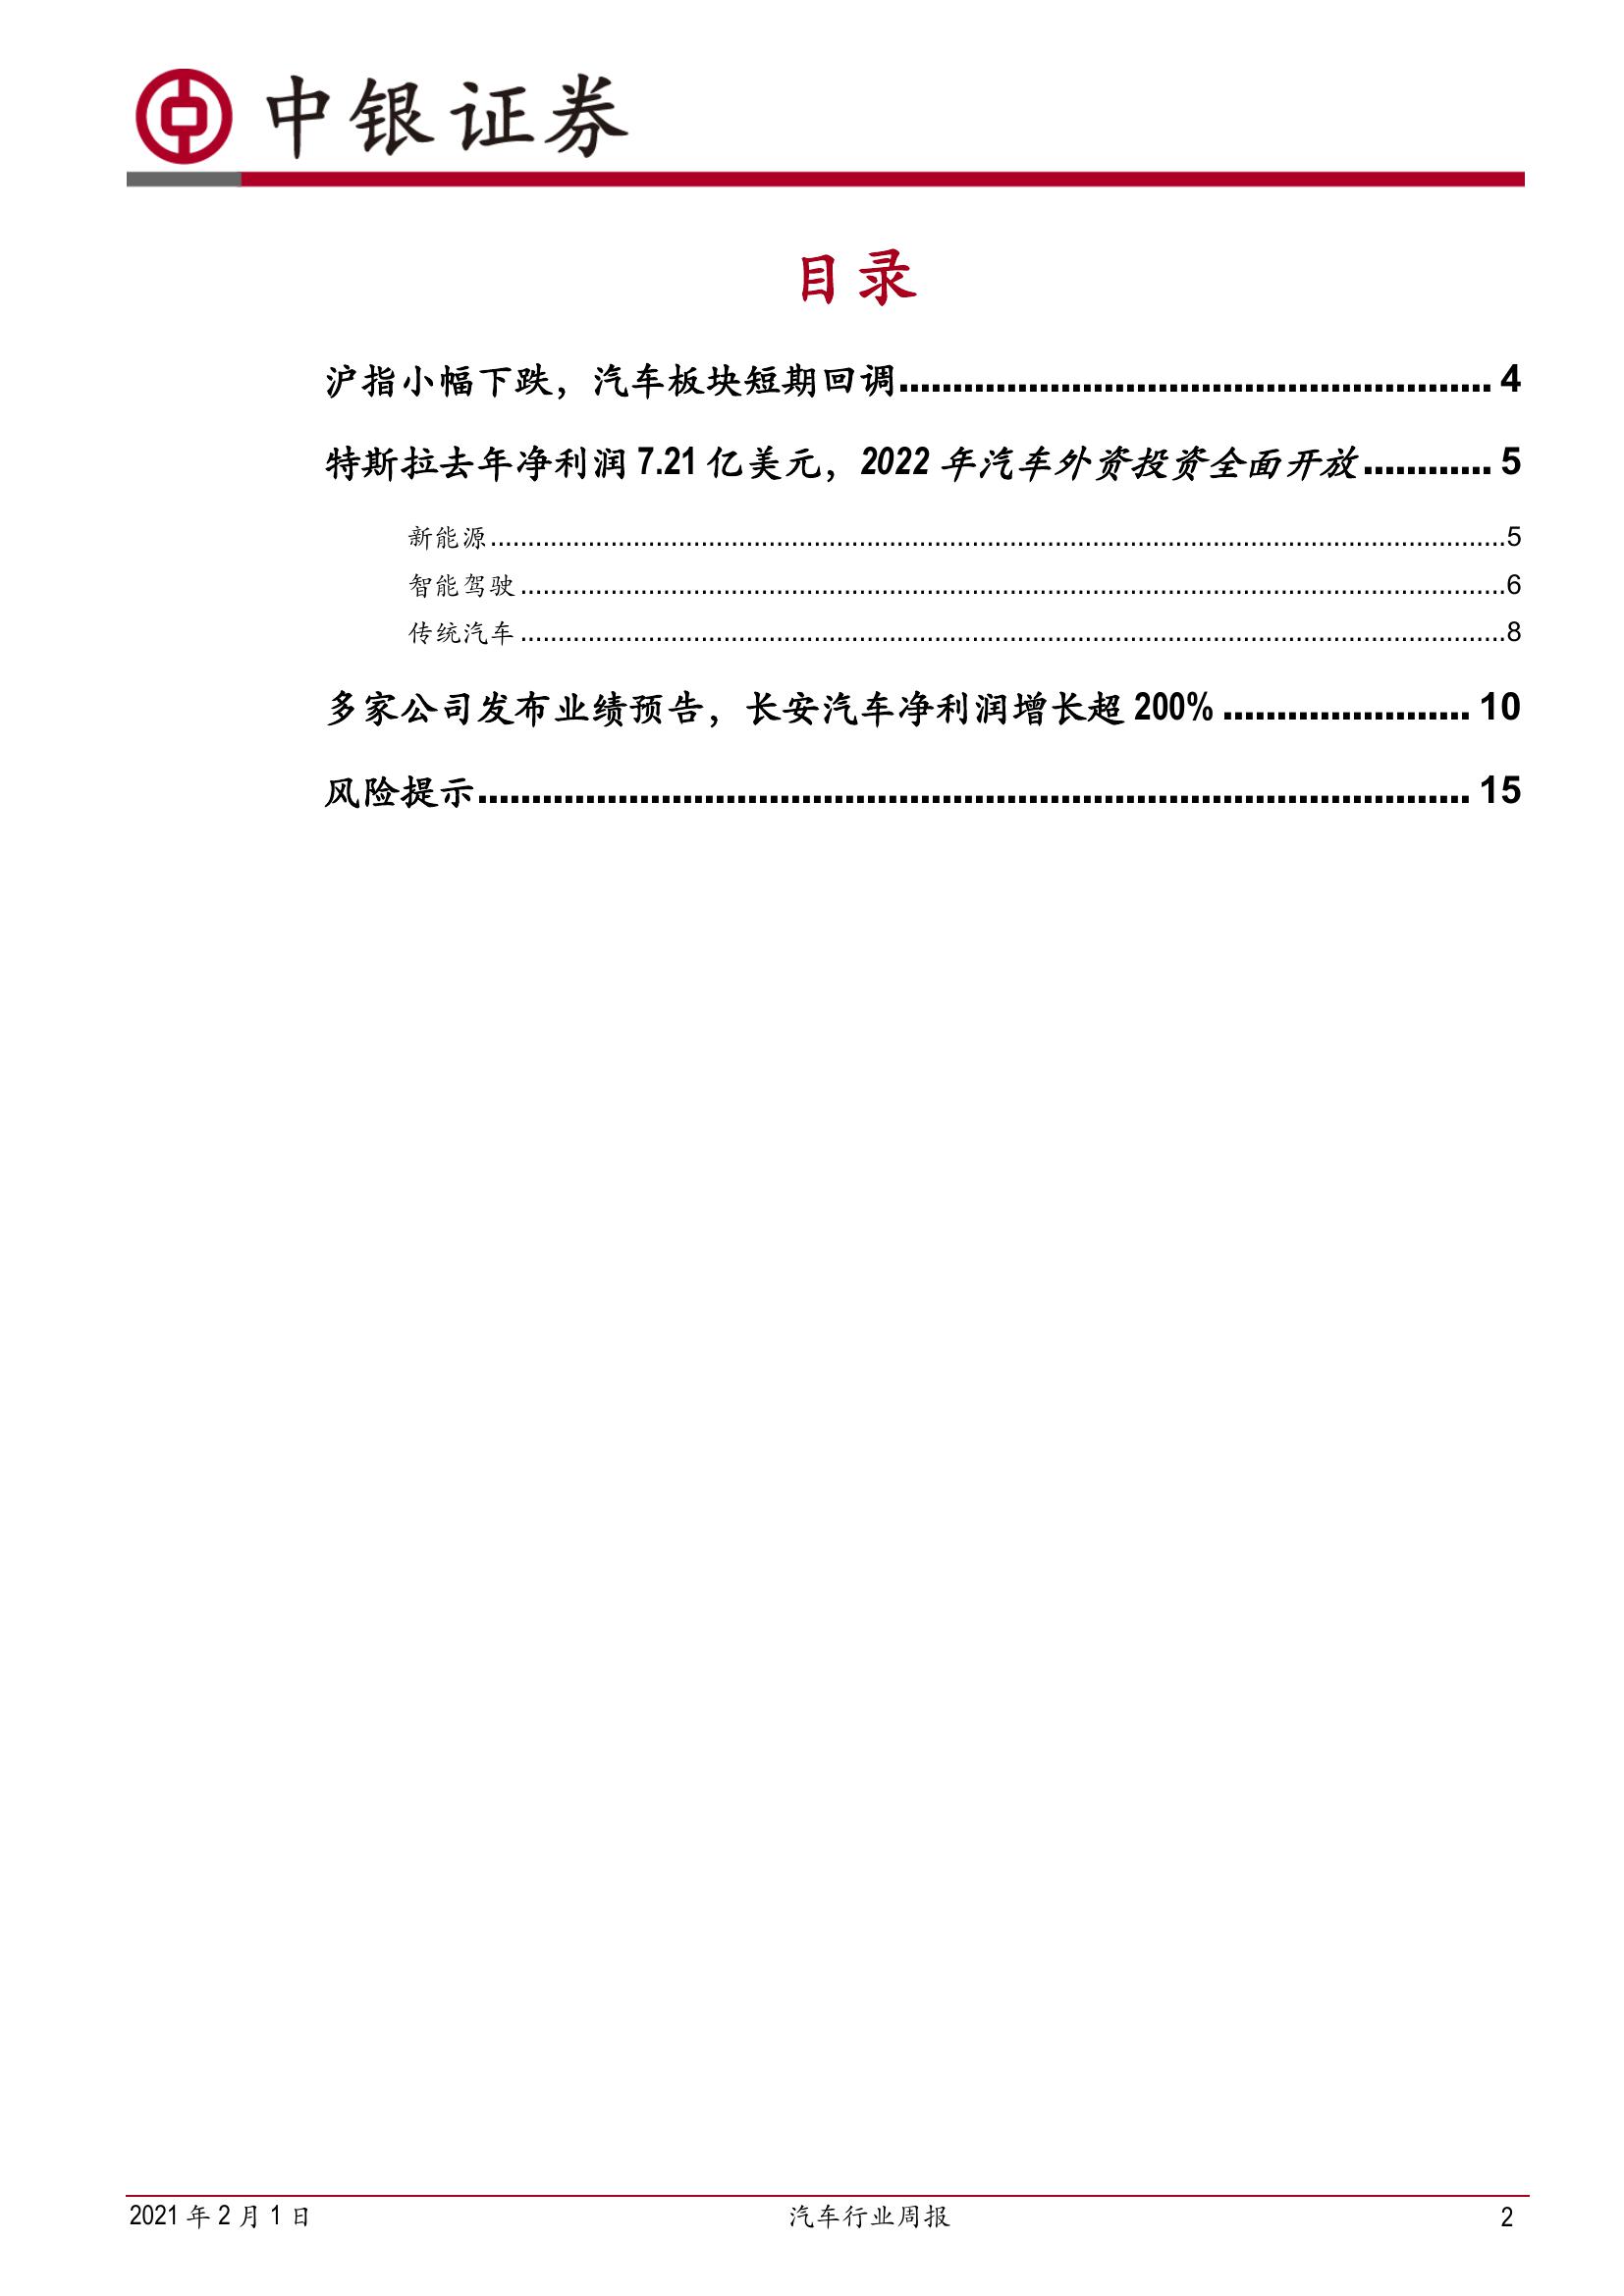 中银证券
目录
沪指小幅下跌，汽车板块短期回调....................................................... 4
特斯拉去年净利润 7.21 亿美元，2022 年汽车外资投资全面开放............ 5
新能源..............................................................................................................................................5
智能驾驶..........................................................................................................................................6
传统汽车..........................................................................................................................................8
多家公司发布业绩预告，长安汽车净利润增长超 200%....................... 10
风险提示............................................................................................ 15
2021 年 2 月 1 日 汽车行业周报 2